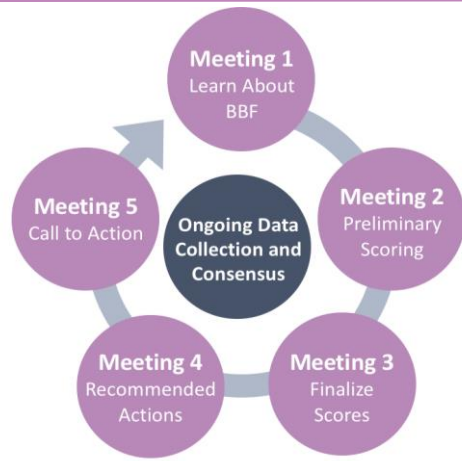 Meeting 1
Learn About
BBF
Meeting 2
Preliminary
Scoring
Meeting 3
Finalize
Scores
Meeting 4
Recommended
Actions
Meeting 5
Call to Action
Ongoing Data
Collection and
Consensus